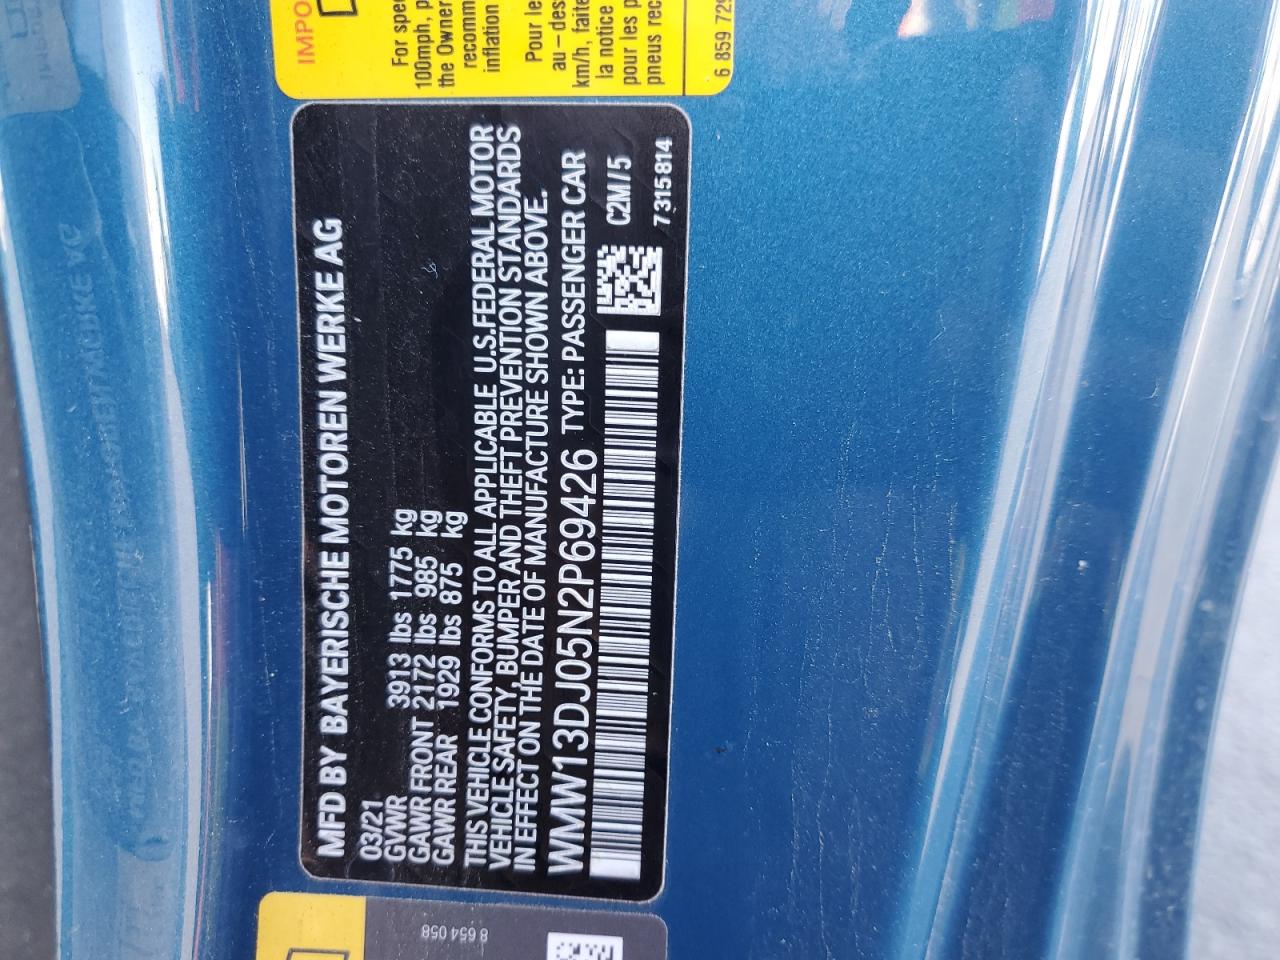 IMPO
For spe
100mph, p
the Owner
recomm
inflation
Pour le
au-des
km/h, faite
la notice
pour les p
pneus rec
6 859 729
MFD BY BAYERISCHE MOTOREN WERKE AG
03/21
GVWR 3913 lbs 1775 kg
GAWR FRONT 2172 lbs 985 kg
GAWR REAR 1929 lbs 875 kg
THIS VEHICLE CONFORMS TO ALL APPLICABLE U.S.FEDERAL MOTOR
VEHICLE SAFETY, BUMPER AND THEFT PREVENTION STANDARDS
IN EFFECT ON THE DATE OF MANUFACTURE SHOWN ABOVE.
WMW13DJ05N2P69426 TYPE: PASSENGER CAR
C2M/5
7315814
8 654 058